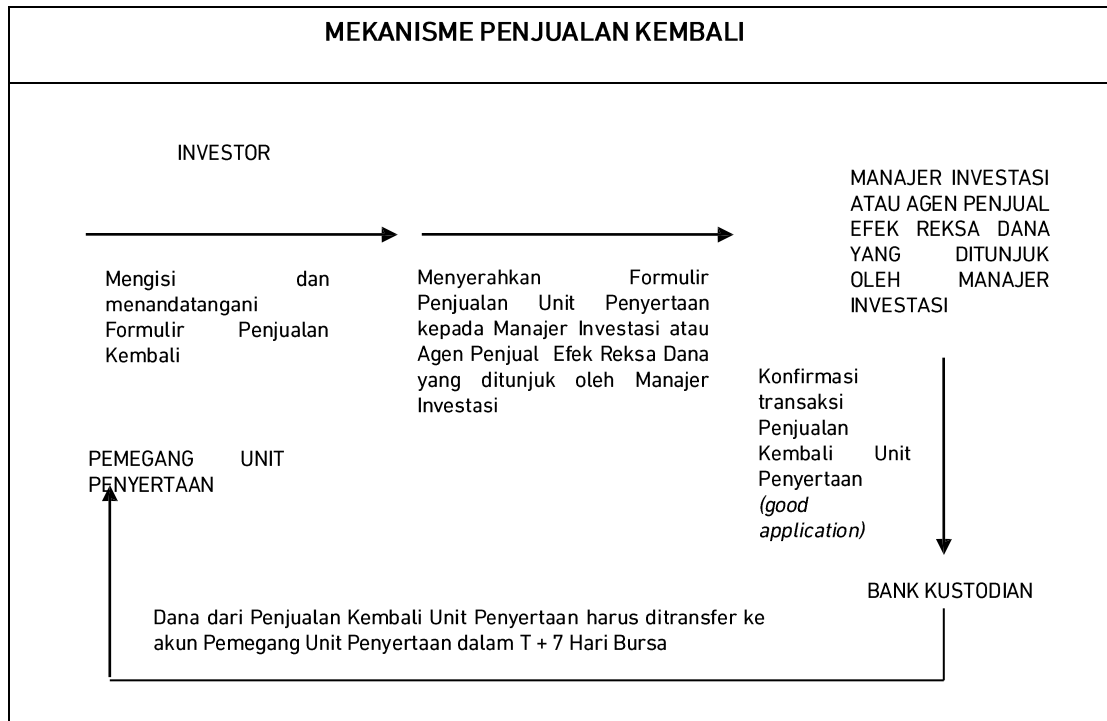 MEKANISME PENJUALAN KEMBALI
INVESTOR
MANAJER INVESTASI
ATAU AGEN PENJUAL
EFEK REKSA DANA
YANG DITUNJUK
OLEH MANAJER
INVESTASI
Mengisi dan
menandatangani
Formulir Penjualan
Kembali
Menyerahkan Formulir
Penjualan Unit Penyertaan
kepada Manajer Investasi atau
Agen Penjual Efek Reksa Dana
yang ditunjuk oleh Manajer
Investasi
Konfirmasi
transaksi
Penjualan
Kembali Unit
Penyertaan
(good
application)
PEMEGANG UNIT
PENYERTAAN
BANK KUSTODIAN
Dana dari Penjualan Kembali Unit Penyertaan harus ditransfer ke
akun Pemegang Unit Penyertaan dalam T + 7 Hari Bursa